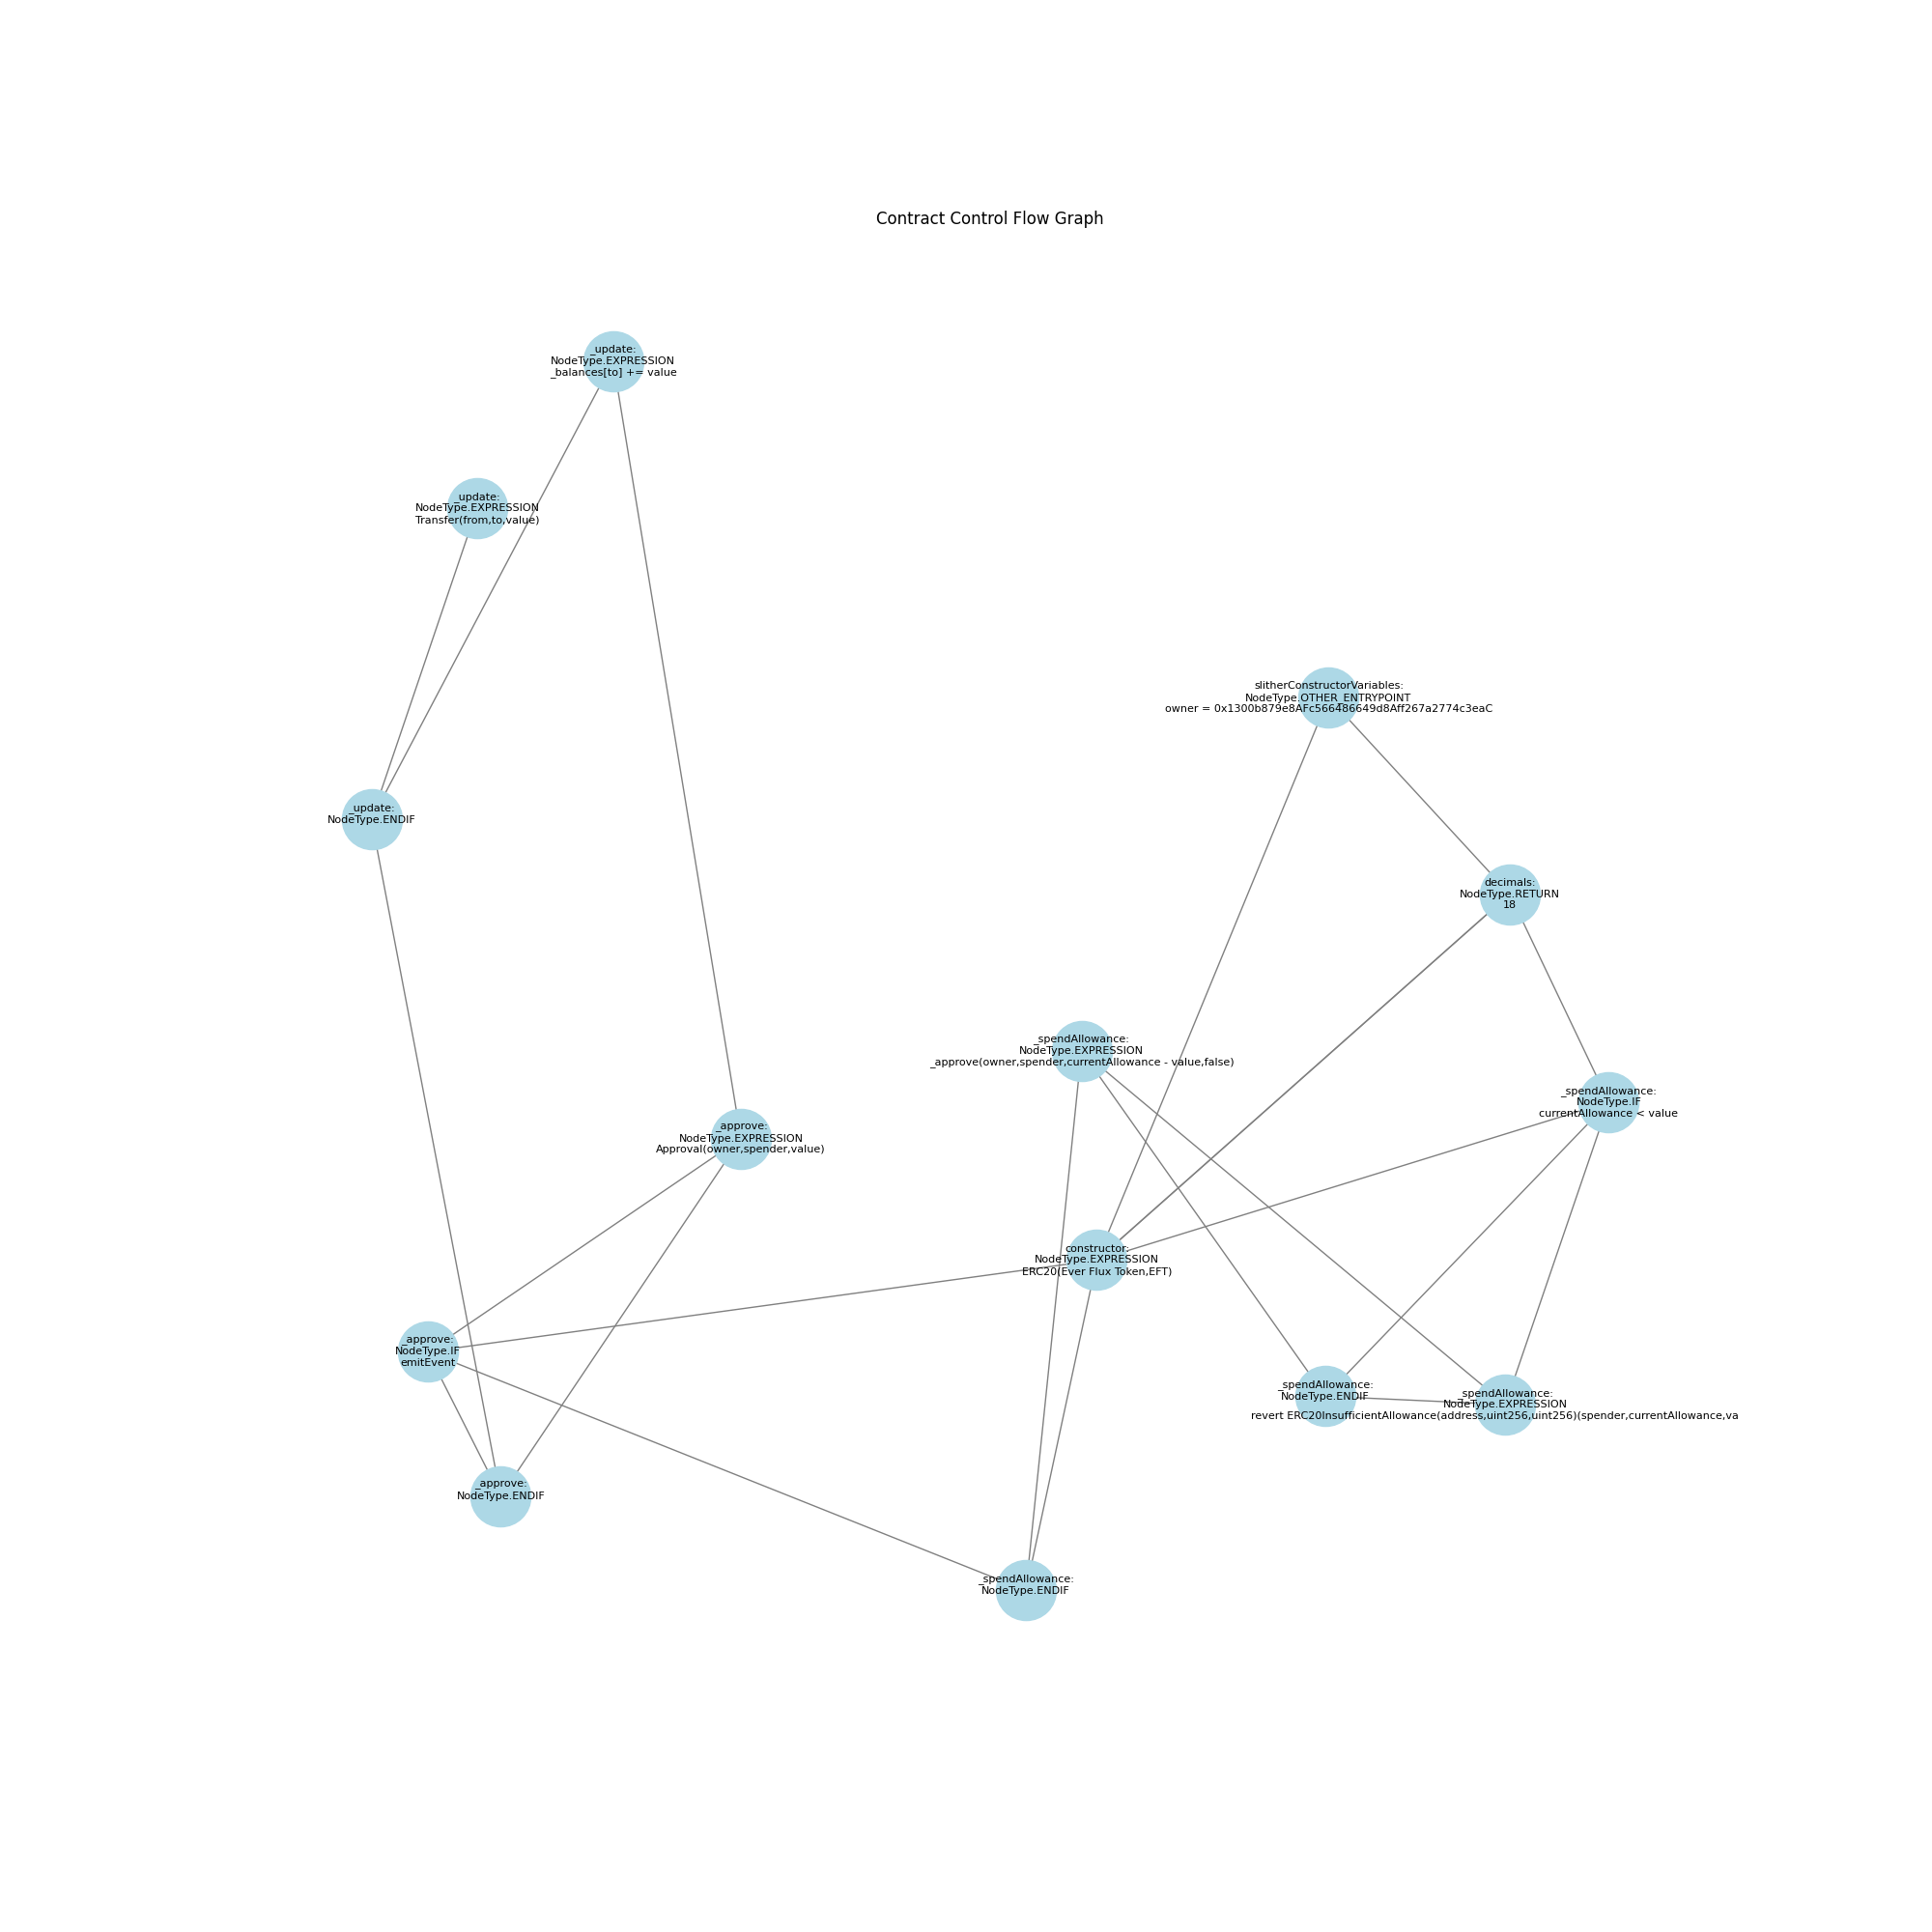 Contract Control Flow Graph
_update:
NodeType.EXPRESSION
_balances[to] += value
_update:
NodeType.EXPRESSION
Transfer(from,to,value)
slitherConstructorVariables:
NodeType.OTHER_ENTRYPOINT
owner = 0x1300b879e8AFc566486649d8Aff267a2774c3eaC
_update:
NodeType.ENDIF
decimals:
NodeType.RETURN
18
_spendAllowance:
NodeType.EXPRESSION
_approve(owner,spender,currentAllowance - value,false)
_spendAllowance:
NodeType.IF
currentAllowance < value
_approve:
NodeType.EXPRESSION
Approval(owner,spender,value)
constructor:
NodeType.EXPRESSION
ERC20(Ever Flux Token,EFT)
_approve:
NodeType.IF
emitEvent
_spendAllowance:
NodeType.ENDIF
_spendAllowance:
NodeType.EXPRESSION
revert ERC20InsufficientAllowance(address,uint256,uint256)(spender,currentAllowance,va
_approve:
NodeType.ENDIF
_spendAllowance:
NodeType.ENDIF